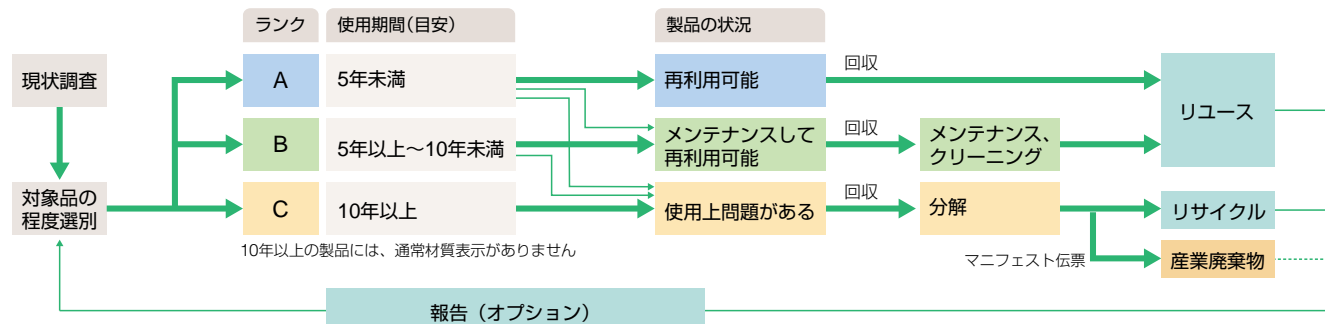 ランク
使用期間(目安)
製品の状況
現状調査
A
5年未満
再利用可能
回収
リユース
B
5年以上〜10年未満
メンテナンスして
再利用可能
回収
メンテナンス、
クリーニング
対象品の
程度選別
C
10年以上
使用上問題がある
回収
分解
リサイクル
10年以上の製品には、通常材質表示がありません
マニフェスト伝票
産業廃棄物
報告(オプション)